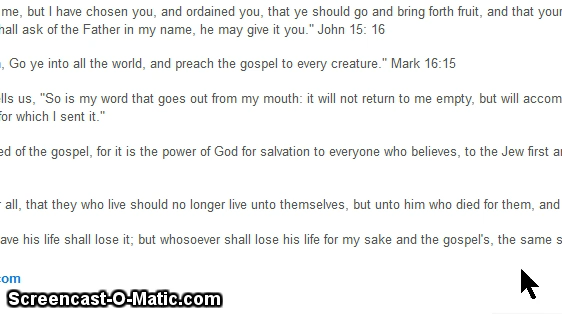 me, but I have chosen you, and ordained you, that ye should go and bring forth fruit, and that your
hall ask of the Father in my name, he may give it you." John 15: 16
, Go ye into all the world, and preach the gospel to every creature." Mark 16:15
lls us, "So is my word that goes out from my mouth: it will not return to me empty, but will accom
for which I sent it."
ed of the gospel, for it is the power of God for salvation to everyone who believes, to the Jew first a
r all, that they who live should no longer live unto themselves, but unto him who died for them, and
ave his life shall lose it; but whosoever shall lose his life for my sake and the gospel's, the same s
com
Screencast-O-Matic.com